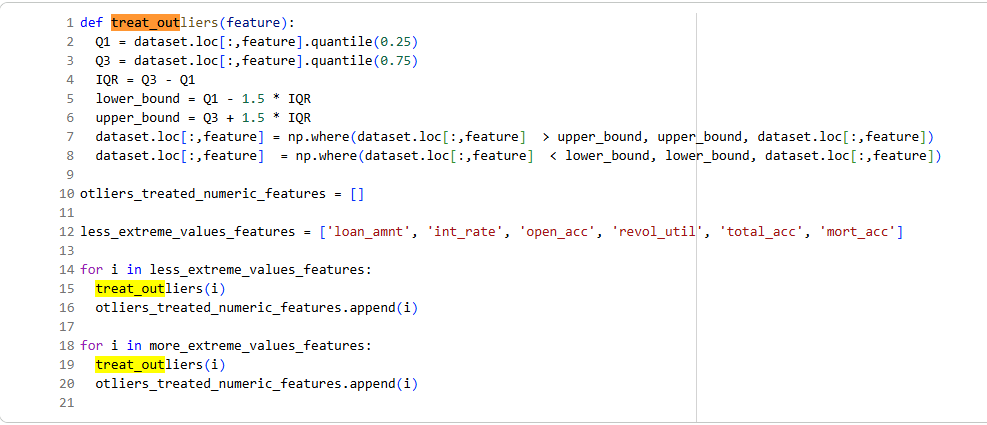 1 def treat_outliers(feature):
2   Q1 = dataset.loc[:,feature].quantile(0.25)
3   Q3 = dataset.loc[:,feature].quantile(0.75)
4   IQR = Q3 - Q1
5   lower_bound = Q1 - 1.5 * IQR
6   upper_bound = Q3 + 1.5 * IQR
7   dataset.loc[:,feature] = np.where(dataset.loc[:,feature]  > upper_bound, upper_bound, dataset.loc[:,feature])
8   dataset.loc[:,feature]  = np.where(dataset.loc[:,feature]  < lower_bound, lower_bound, dataset.loc[:,feature])
9
10 otliers_treated_numeric_features = []
11
12 less_extreme_values_features = ['loan_amnt', 'int_rate', 'open_acc', 'revol_util', 'total_acc', 'mort_acc']
13
14 for i in less_extreme_values_features:
15   treat_outliers(i)
16   otliers_treated_numeric_features.append(i)
17
18 for i in more_extreme_values_features:
19   treat_outliers(i)
20   otliers_treated_numeric_features.append(i)
21